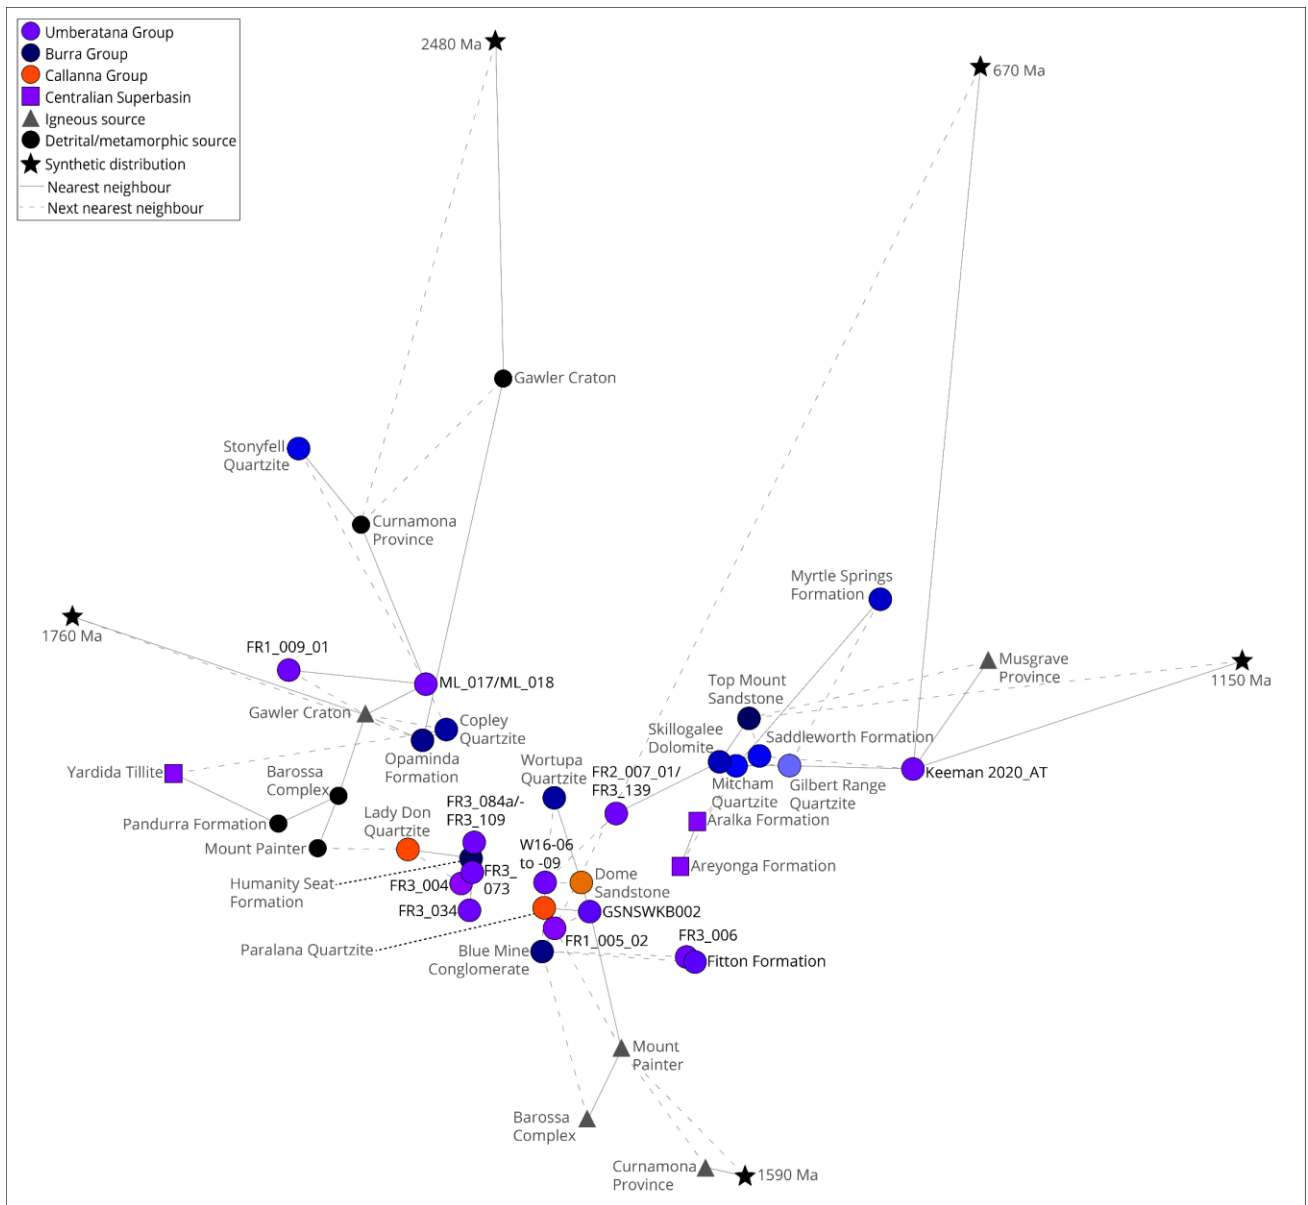 Umberatana Group
Burra Group
Callanna Group
Centralian Superbasin
Igneous source
Detrital/metamorphic source
Synthetic distribution
Nearest neighbour
Next nearest neighbour
2480 Ma
670 Ma
Gawler Craton
Stonyfell
Quartzite
Curnamona
Province
Myrtle Springs
Formation
1760 Ma
FR1_009_01
ML_017/ML_018
Gawler Craton
Copley
Quartzite
Opaminda
Formation
Musgrave
Province
1150 Ma
Top Mount
Sandstone
Skillogalee
Dolomite
Saddleworth Formation
Mitcham
Quartzite
Gilbert Range
Quartzite
Keeman 2020_AT
Yardida Tillite
Barossa
Complex
Pandurra Formation
Mount Painter
Lady Don
Quartzite
FR3_084a/-
FR3_109
Wortupa
Quartzite
FR2_007_01/
FR3_139
Aralka Formation
Areyonga Formation
W16-06
to -09
Humanity Seat
Formation
FR3_004
FR3_
073
FR3_034
Dome
Sandstone
GSNSWKB002
Paralana Quartzite
FR1_005_02
Blue Mine
Conglomerate
FR3_006
Fitton Formation
Mount
Painter
Barossa
Complex
Curnamona
Province
1590 Ma